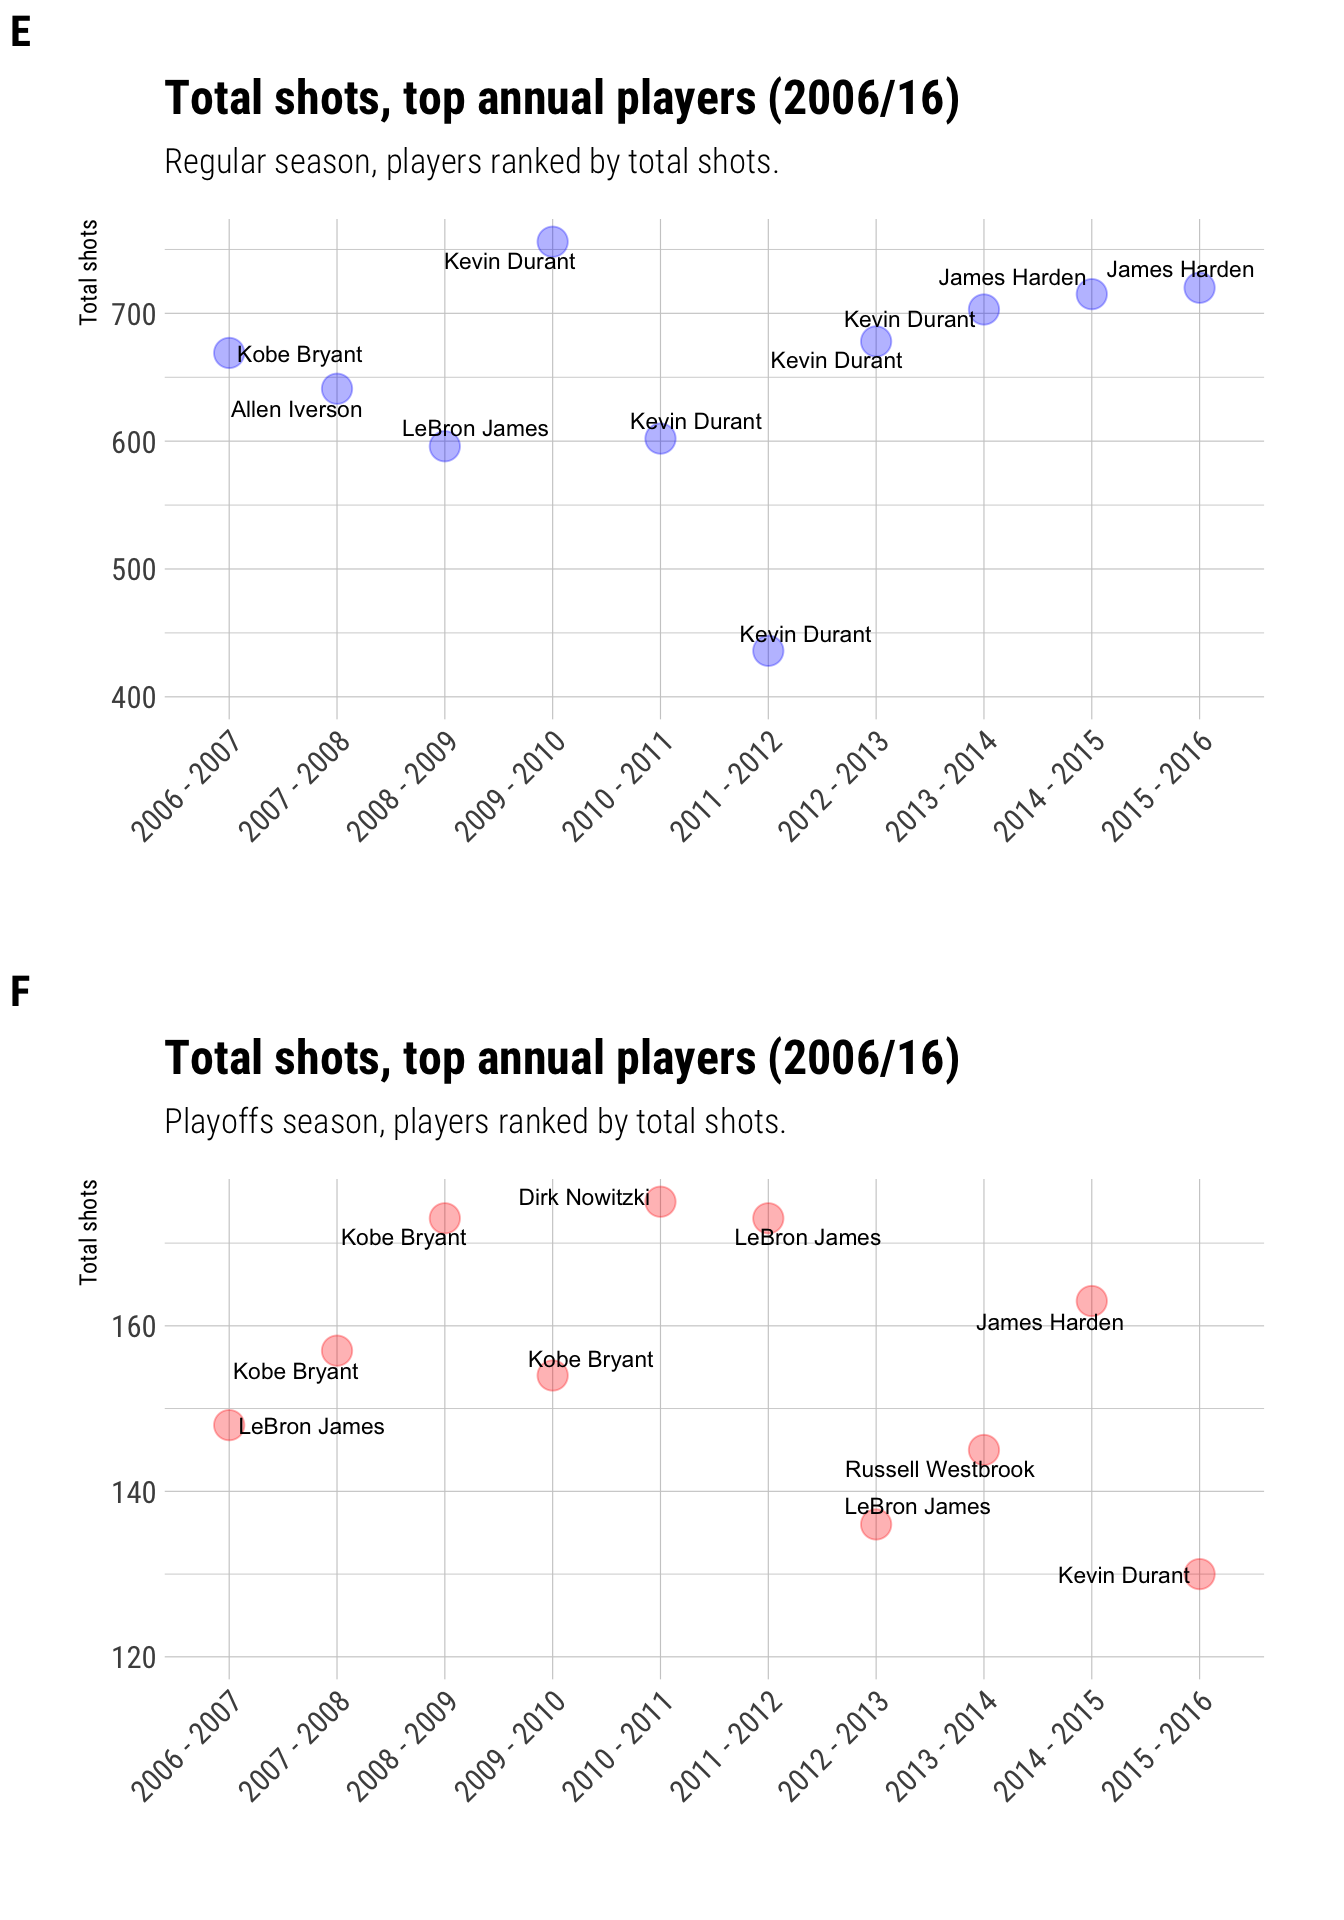 E
Total shots, top annual players (2006/16)
Regular season, players ranked by total shots.
Total shots
700
600
500
400
Kevin Durant
James Harden
James Harden
Kevin Durant
Kobe Bryant
Kevin Durant
Allen Iverson
LeBron James
Kevin Durant
Kevin Durant
2006 - 2007
2007 - 2008
2008 - 2009
2009 - 2010
2010 - 2011
2011 - 2012
2012 - 2013
2013 - 2014
2014 - 2015
2015 - 2016
F
Total shots, top annual players (2006/16)
Playoffs season, players ranked by total shots.
Total shots
160
140
120
Dirk Nowitzki
Kobe Bryant
LeBron James
James Harden
Kobe Bryant
Kobe Bryant
LeBron James
Russell Westbrook
LeBron James
Kevin Durant
2006 - 2007
2007 - 2008
2008 - 2009
2009 - 2010
2010 - 2011
2011 - 2012
2012 - 2013
2013 - 2014
2014 - 2015
2015 - 2016